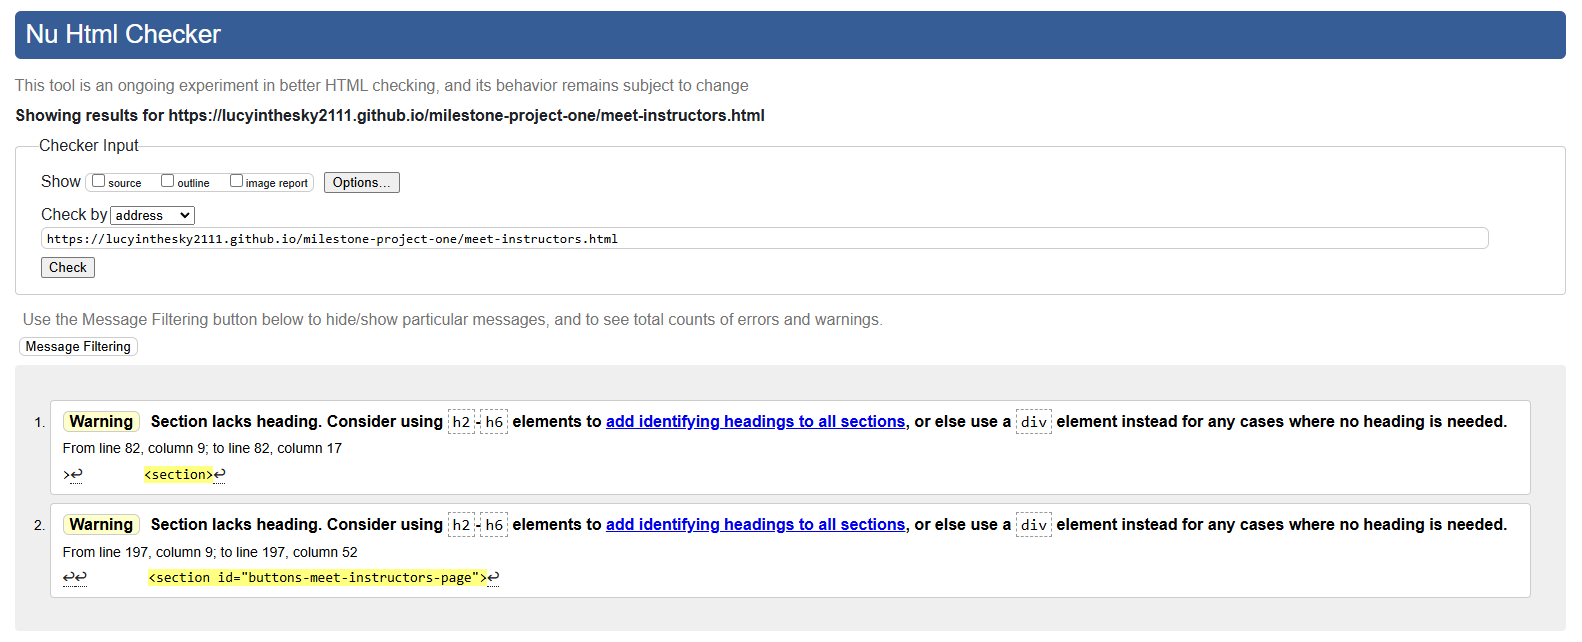 Nu Html Checker
This tool is an ongoing experiment in better HTML checking, and its behavior remains subject to change
Showing results for https://lucyinthesky2111.github.io/milestone-project-one/meet-instructors.html
Checker Input
Show source outline image report Options...
Check by address
https://lucyinthesky2111.github.io/milestone-project-one/meet-instructors.html
Check
Use the Message Filtering button below to hide/show particular messages, and to see total counts of errors and warnings.
Message Filtering
1. Warning Section lacks heading. Consider using h2-h6 elements to add identifying headings to all sections, or else use a div element instead for any cases where no heading is needed.
From line 82, column 9; to line 82, column 17
>↩ <section>↩
2. Warning Section lacks heading. Consider using h2-h6 elements to add identifying headings to all sections, or else use a div element instead for any cases where no heading is needed.
From line 197, column 9; to line 197, column 52
↩↩ <section id="buttons-meet-instructors-page">↩